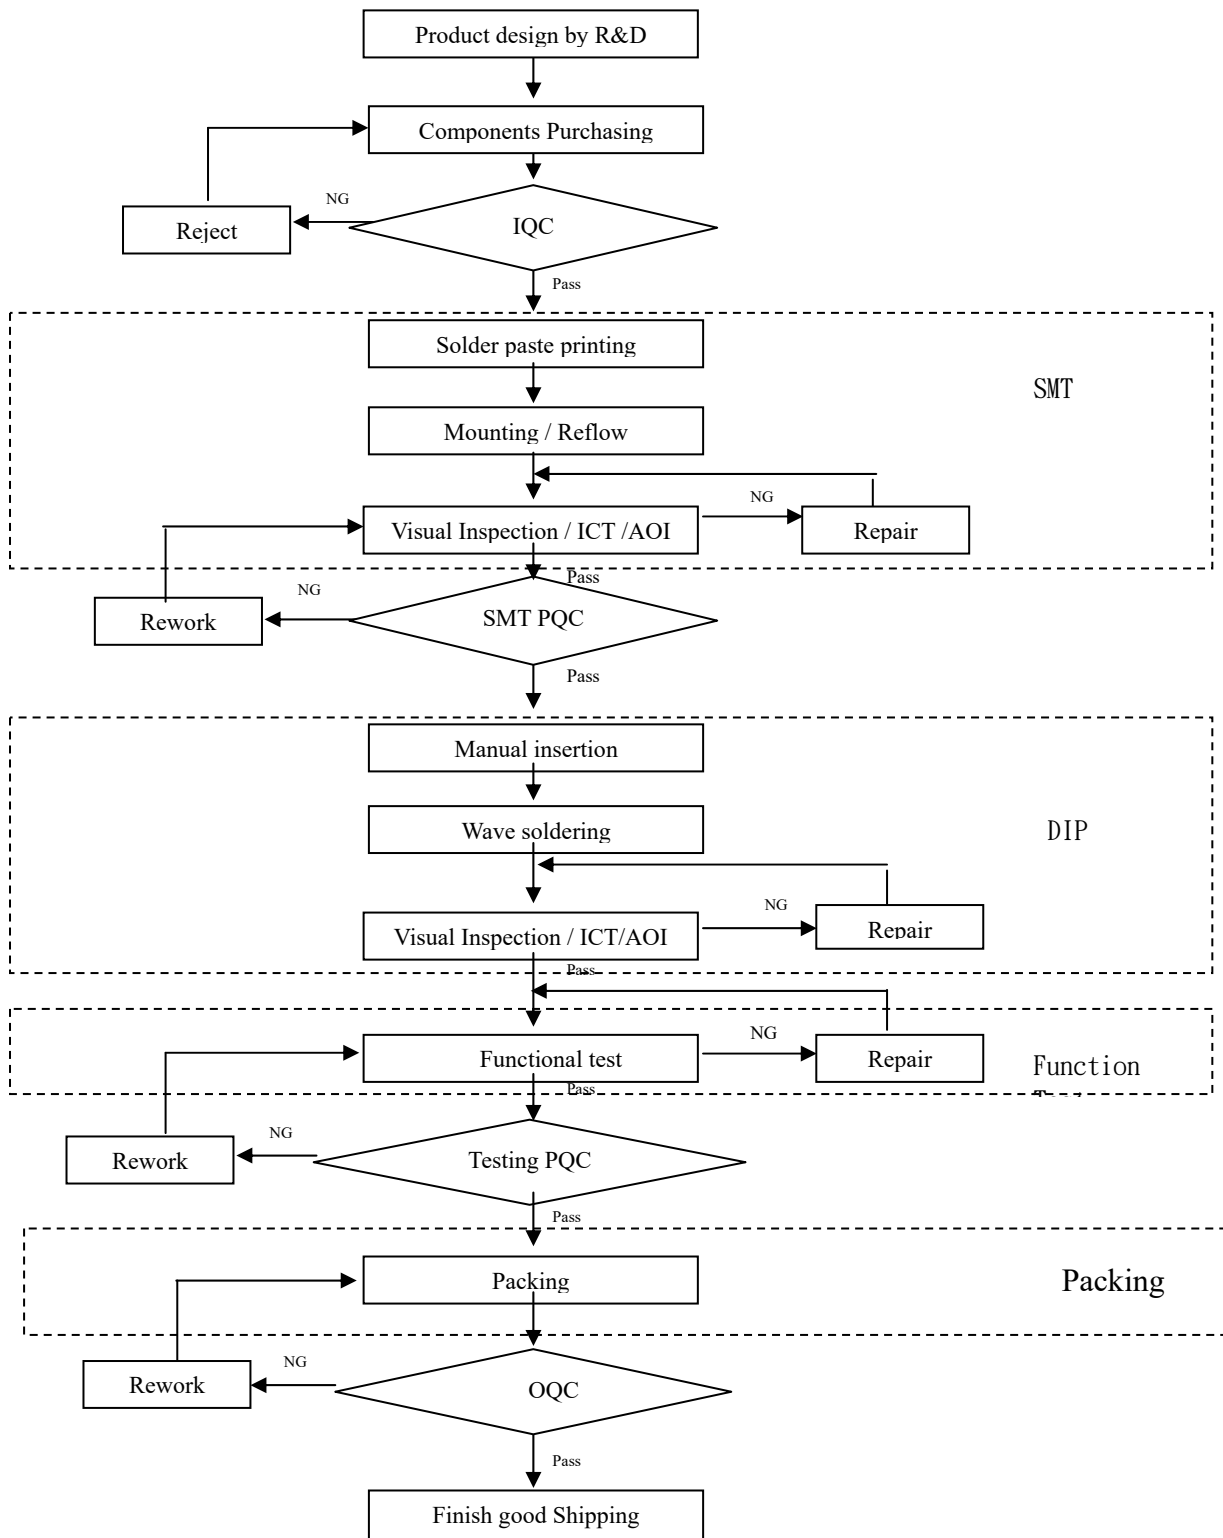 Product design by R&D
Components Purchasing
NG
Reject
IQC
Pass
Solder paste printing
SMT
Mounting / Reflow
NG
Visual Inspection / ICT /AOI
Repair
Pass
NG
Rework
SMT PQC
Pass
Manual insertion
Wave soldering
DIP
NG
Visual Inspection / ICT/AOI
Repair
Pass
NG
Functional test
Repair
Function
Pass
NG
Rework
Testing PQC
Pass
Packing
Packing
NG
Rework
OQC
Pass
Finish good Shipping